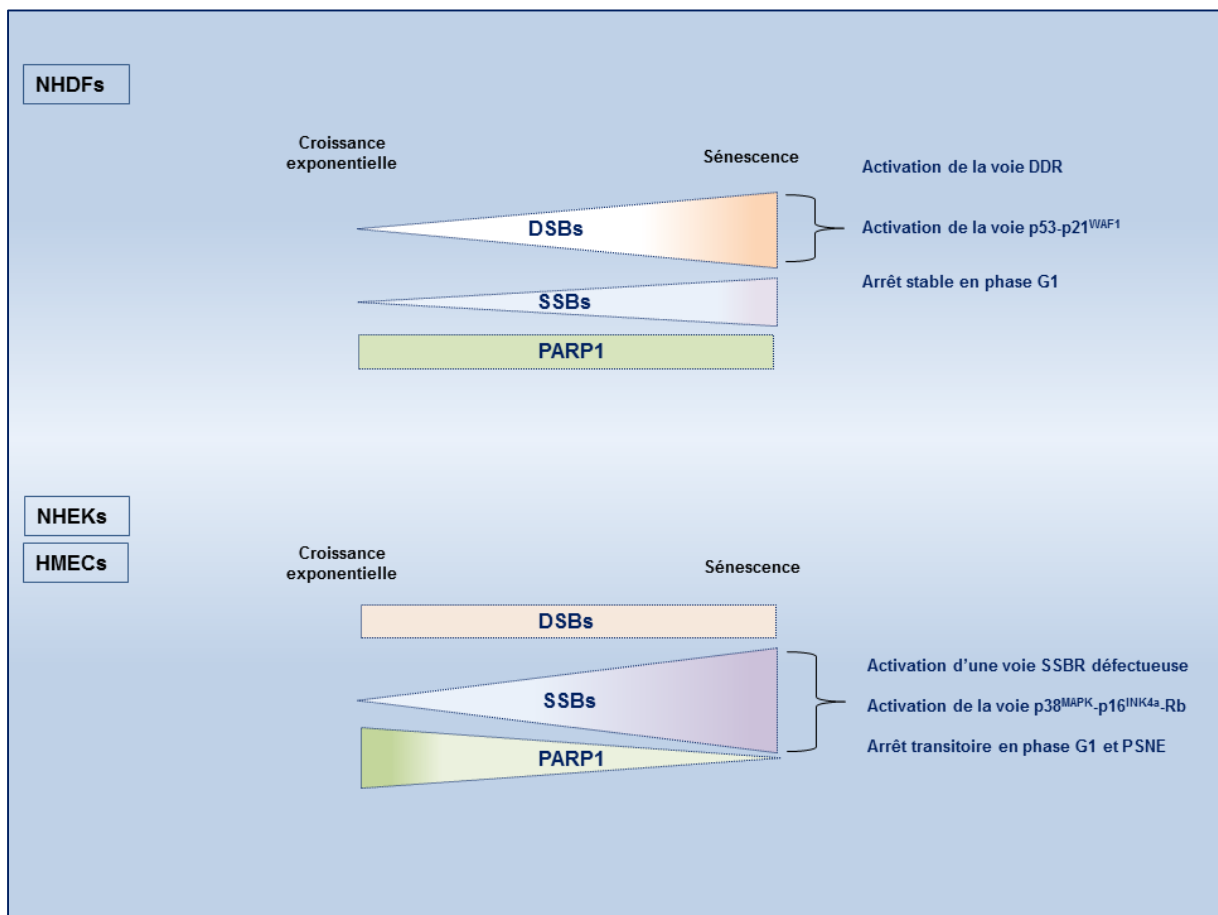 NHDFs
Croissance
exponentielle
Sénescence
Activation de la voie DDR
DSBs
Activation de la voie p53-p21WAF1
Arrêt stable en phase G1
SSBs
PARP1
NHEKs
HMECs
Croissance
exponentielle
Sénescence
DSBs
Activation d’une voie SSBR défectueuse
SSBs
Activation de la voie p38MAPK-p16INK4a-Rb
Arrêt transitoire en phase G1 et PSNE
PARP1